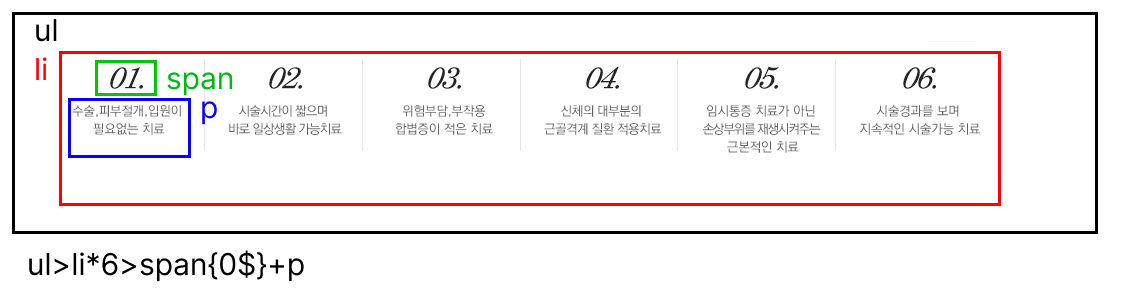 ul
li
01. span
수술,피부절개,입원이
필요없는 치료
p
02.
시술시간이 짧으며
바로 일상생활 가능치료
03.
위험부담,부작용
합볍증이 적은 치료
04.
신체의 대부분의
근골격계 질환 적용치료
05.
임시통증 치료가 아닌
손상부위를 재생시켜주는
근본적인 치료
06.
시술경과를 보며
지속적인 시술가능 치료
ul>li*6>span{0$}+p